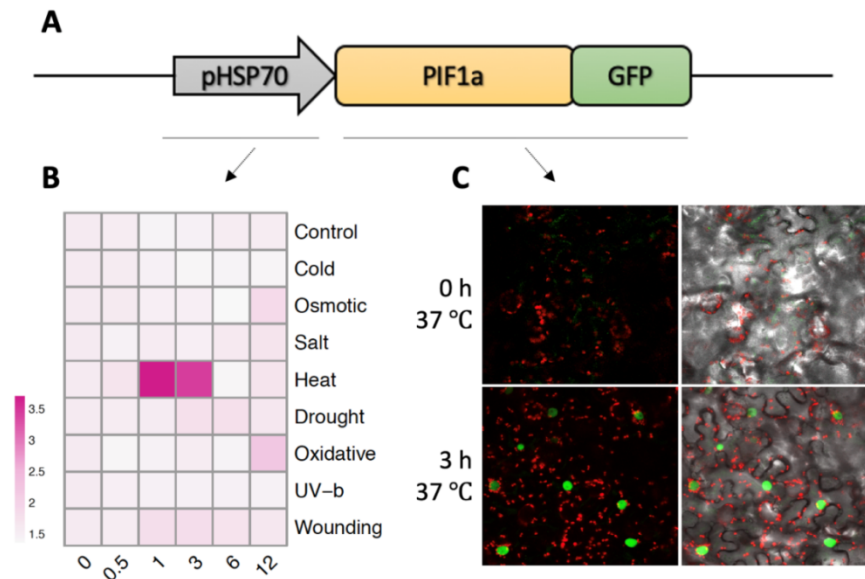 A
pHSP70 PIF1a GFP
B
C
Control
Cold
Osmotic
Salt
Heat
Drought
Oxidative
UV-b
Wounding
3.5
3
2.5
2
1.5
0 0.5 1 3 6 12
0 h
37 °C
3 h
37 °C